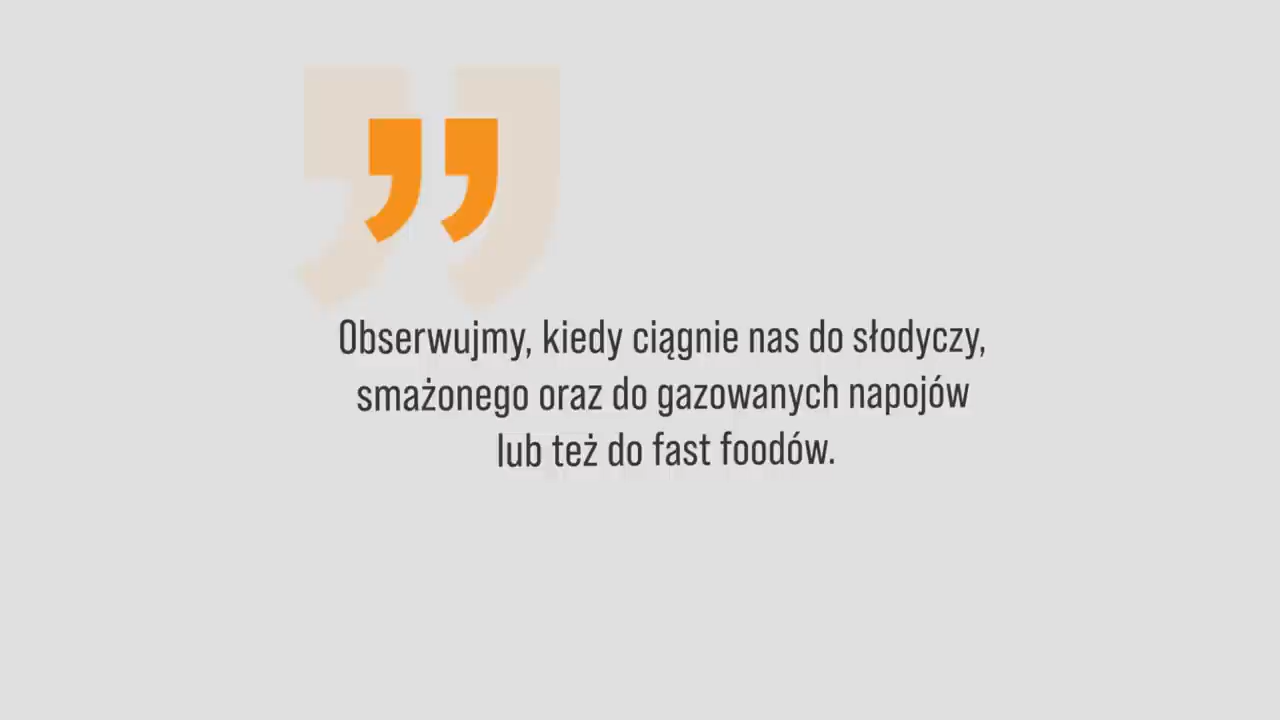 Obserwujmy, kiedy ciągnie nas do słodyczy,
smażonego oraz do gazowanych napojów
lub też do fast foodów.